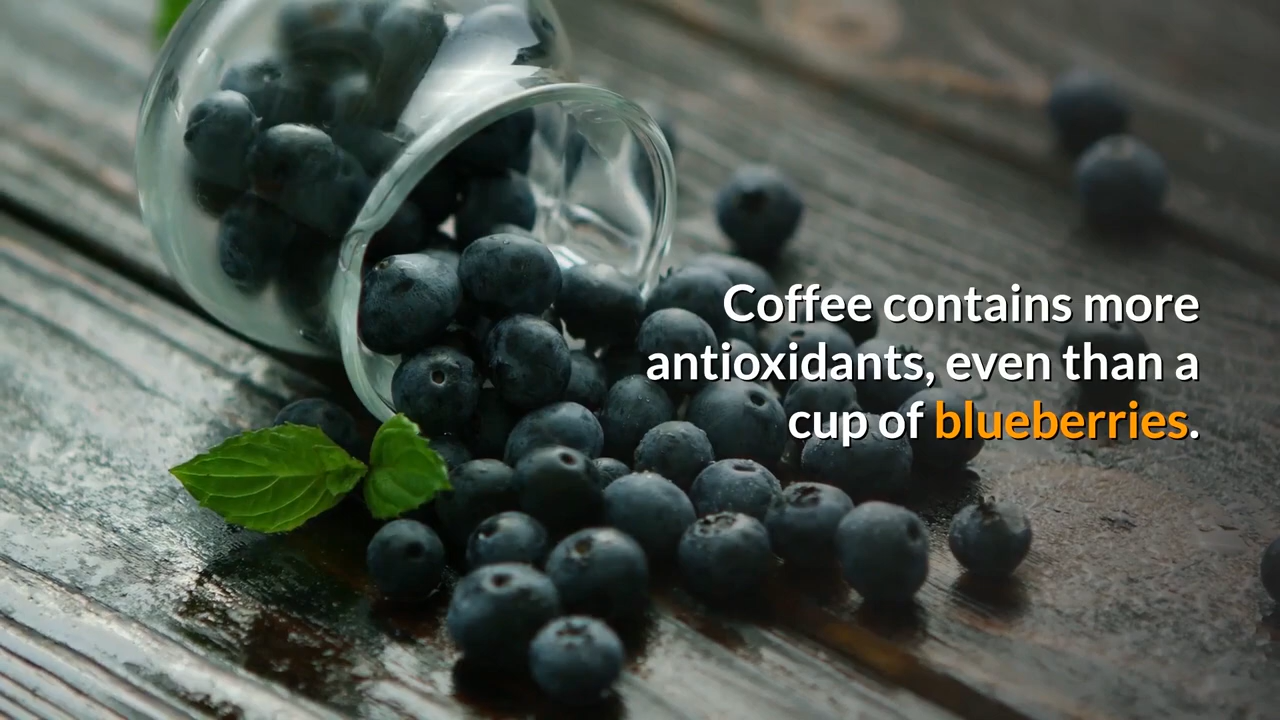 Coffee contains more
antioxidants, even than a
cup of blueberries.